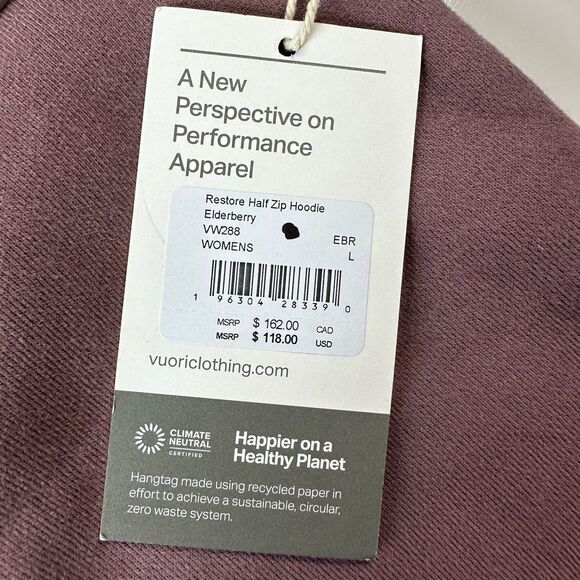 A New
Perspective on
Performance
Apparel
Restore Half Zip Hoodie
Elderberry
VW288 EBR
WOMENS L
1 96304 28339 0
MSRP $ 162.00 CAD
MSRP $ 118.00 USD
vuoriclothing.com
CLIMATE
NEUTRAL
CERTIFIED
Happier on a
Healthy Planet
Hangtag made using recycled paper in
effort to achieve a sustainable, circular,
zero waste system.